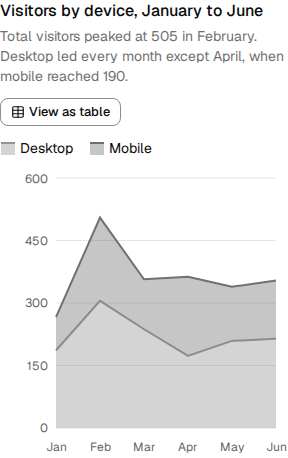 Visitors by device, January to June
Total visitors peaked at 505 in February.
Desktop led every month except April, when
mobile reached 190.
View as table
Desktop Mobile
600
450
300
150
0
Jan Feb Mar Apr May Jun